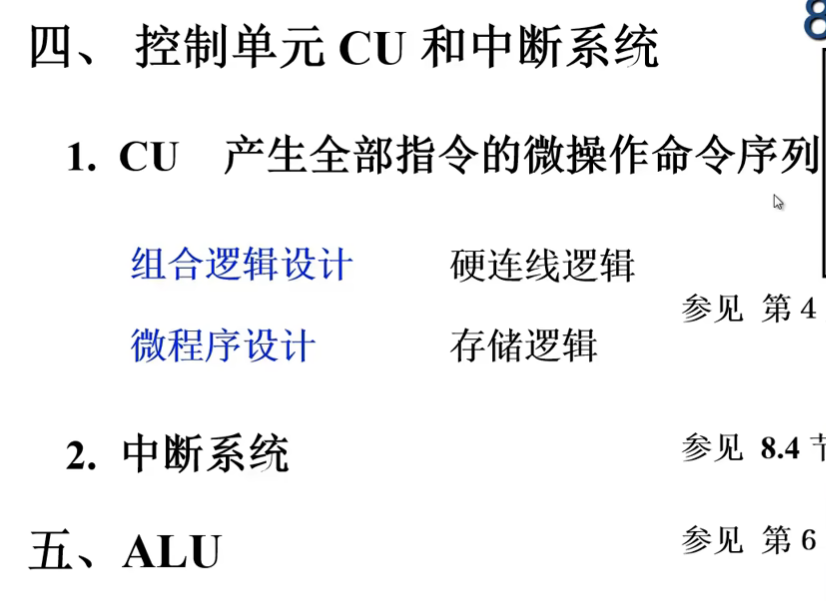 四、 控制单元 CU 和中断系统
1. CU 产生全部指令的微操作命令序列
组合逻辑设计 硬连线逻辑
参见 第 4
微程序设计 存储逻辑
2. 中断系统 参见 8.4 节
五、ALU 参见 第 6